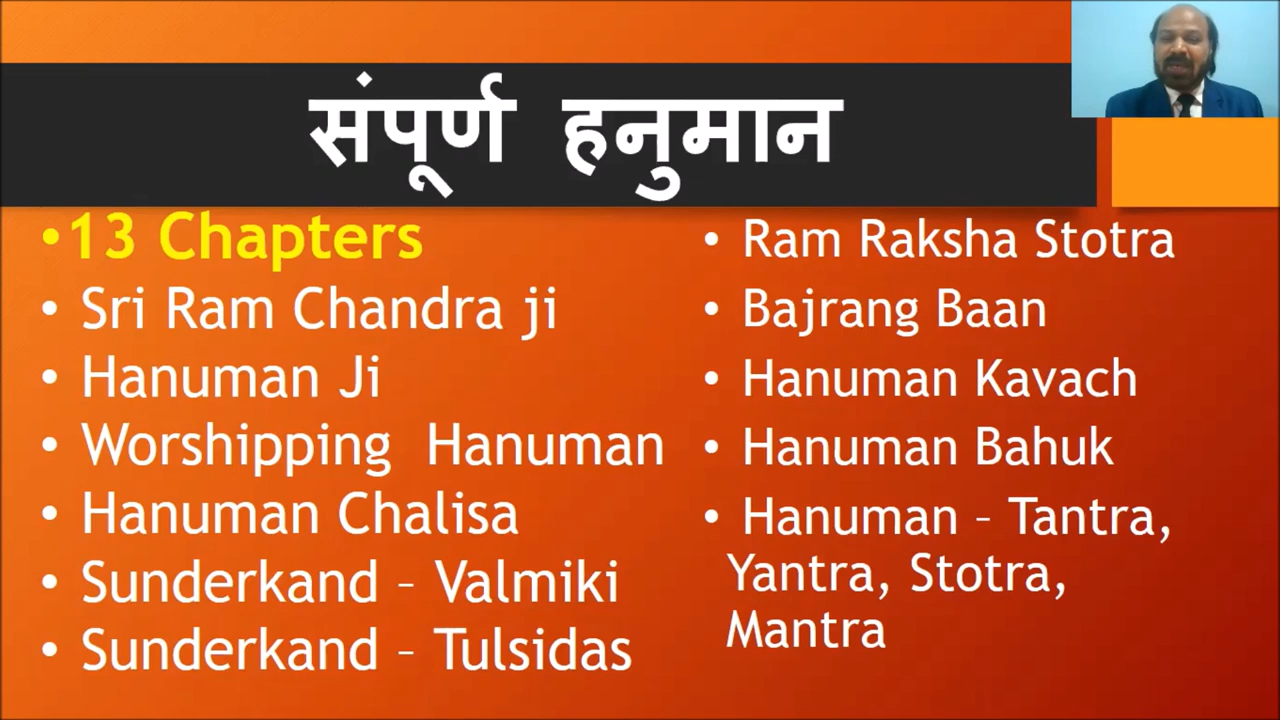 संपूर्ण हनुमान
•13 Chapters
• Sri Ram Chandra ji
• Hanuman Ji
• Worshipping Hanuman
• Hanuman Chalisa
• Sunderkand – Valmiki
• Sunderkand – Tulsidas
• Ram Raksha Stotra
• Bajrang Baan
• Hanuman Kavach
• Hanuman Bahuk
• Hanuman – Tantra,
Yantra, Stotra,
Mantra